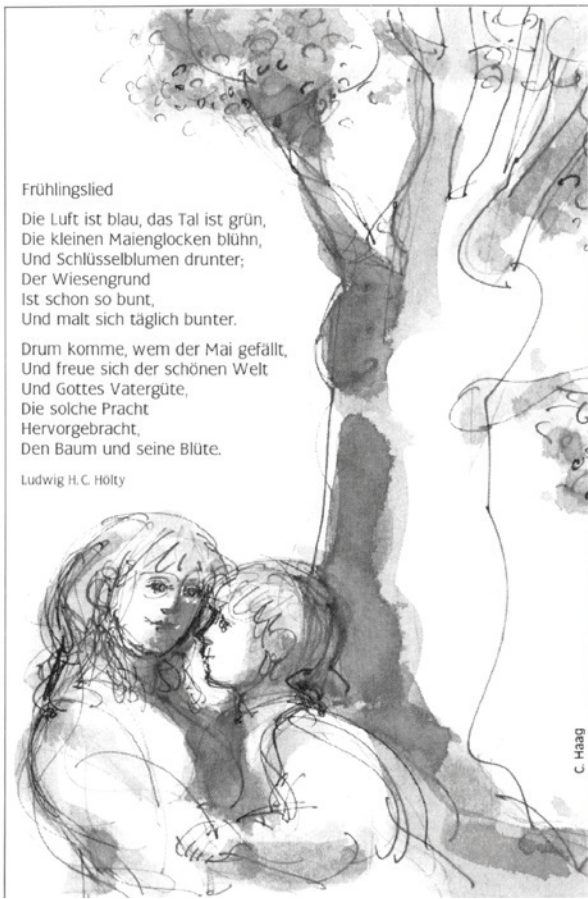 Frühlingslied
Die Luft ist blau, das Tal ist grün,
Die kleinen Maienglocken blühn,
Und Schlüsselblumen drunter;
Der Wiesengrund
Ist schon so bunt,
Und malt sich täglich bunter.
Drum komme, wem der Mai gefällt,
Und freue sich der schönen Welt
Und Gottes Vatergüte,
Die solche Pracht
Hervorgebracht,
Den Baum und seine Blüte.
Ludwig H. C. Hölty
C. Haag